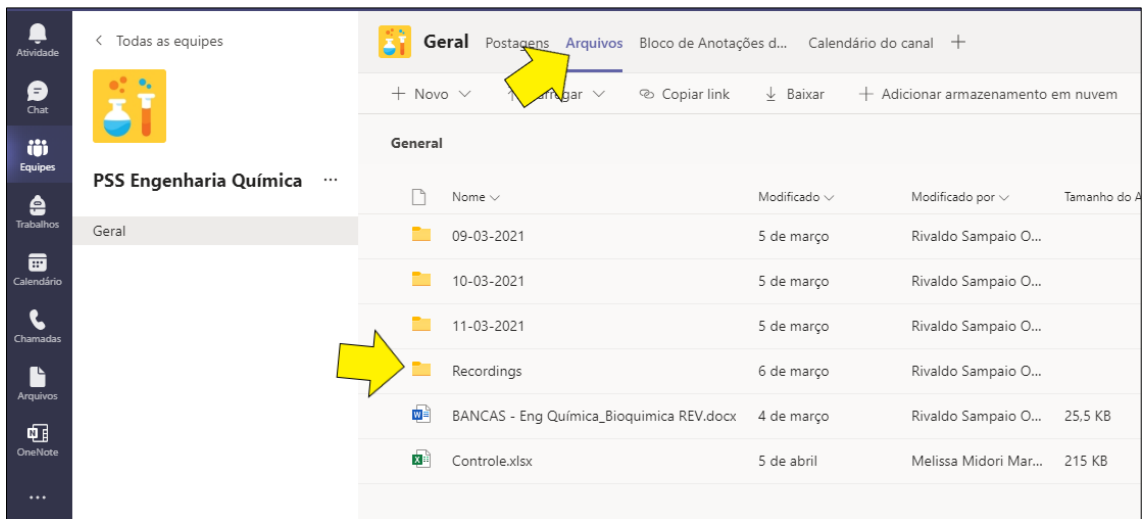 Atividade
Chat
Equipes
Trabalhos
Calendário
Chamadas
Arquivos
OneNote
...
< Todas as equipes
PSS Engenharia Química ...
Geral
Geral Postagens Arquivos Bloco de Anotações d... Calendário do canal +
+ Novo Copiar link Baixar + Adicionar armazenamento em nuvem
General
Nome Modificado Modificado por Tamanho do A
09-03-2021 5 de março Rivaldo Sampaio O...
10-03-2021 5 de março Rivaldo Sampaio O...
11-03-2021 5 de março Rivaldo Sampaio O...
Recordings 6 de março Rivaldo Sampaio O...
BANCAS - Eng Química_Bioquimica REV.docx 4 de março Rivaldo Sampaio O... 25,5 KB
Controle.xlsx 5 de abril Melissa Midori Mar... 215 KB